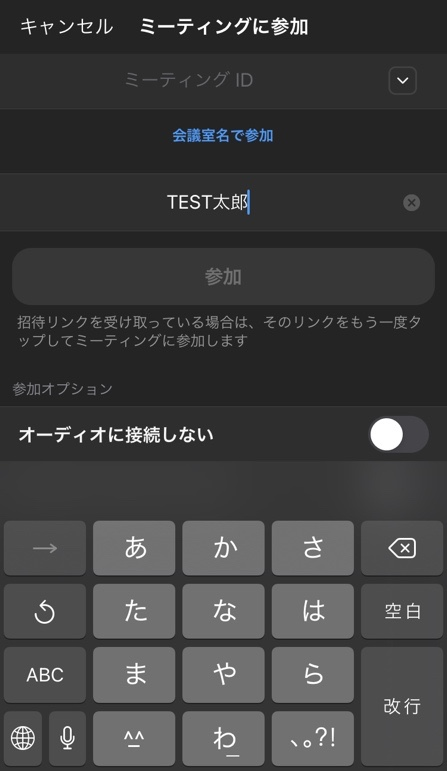 キャンセル ミーティングに参加
ミーティング ID
会議室名で参加
TEST太郎
参加
招待リンクを受け取っている場合は、そのリンクをもう一度タ
ップしてミーティングに参加します
参加オプション
オーディオに接続しない
→ あ か さ
た な は 空白
ABC ま や ら
改行
^_^ わ_ 、。?!